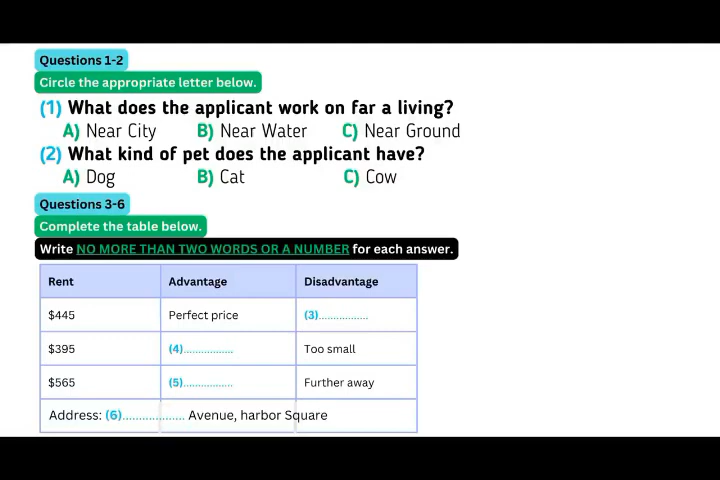 Questions 1-2
Circle the appropriate letter below.
(1) What does the applicant work on far a living?
A) Near City B) Near Water C) Near Ground
(2) What kind of pet does the applicant have?
A) Dog B) Cat C) Cow
Questions 3-6
Complete the table below.
Write NO MORE THAN TWO WORDS OR A NUMBER for each answer.
Rent Advantage Disadvantage
$445 Perfect price (3)................
$395 (4)................ Too small
$565 (5)................ Further away
Address: (6).................... Avenue, harbor Square